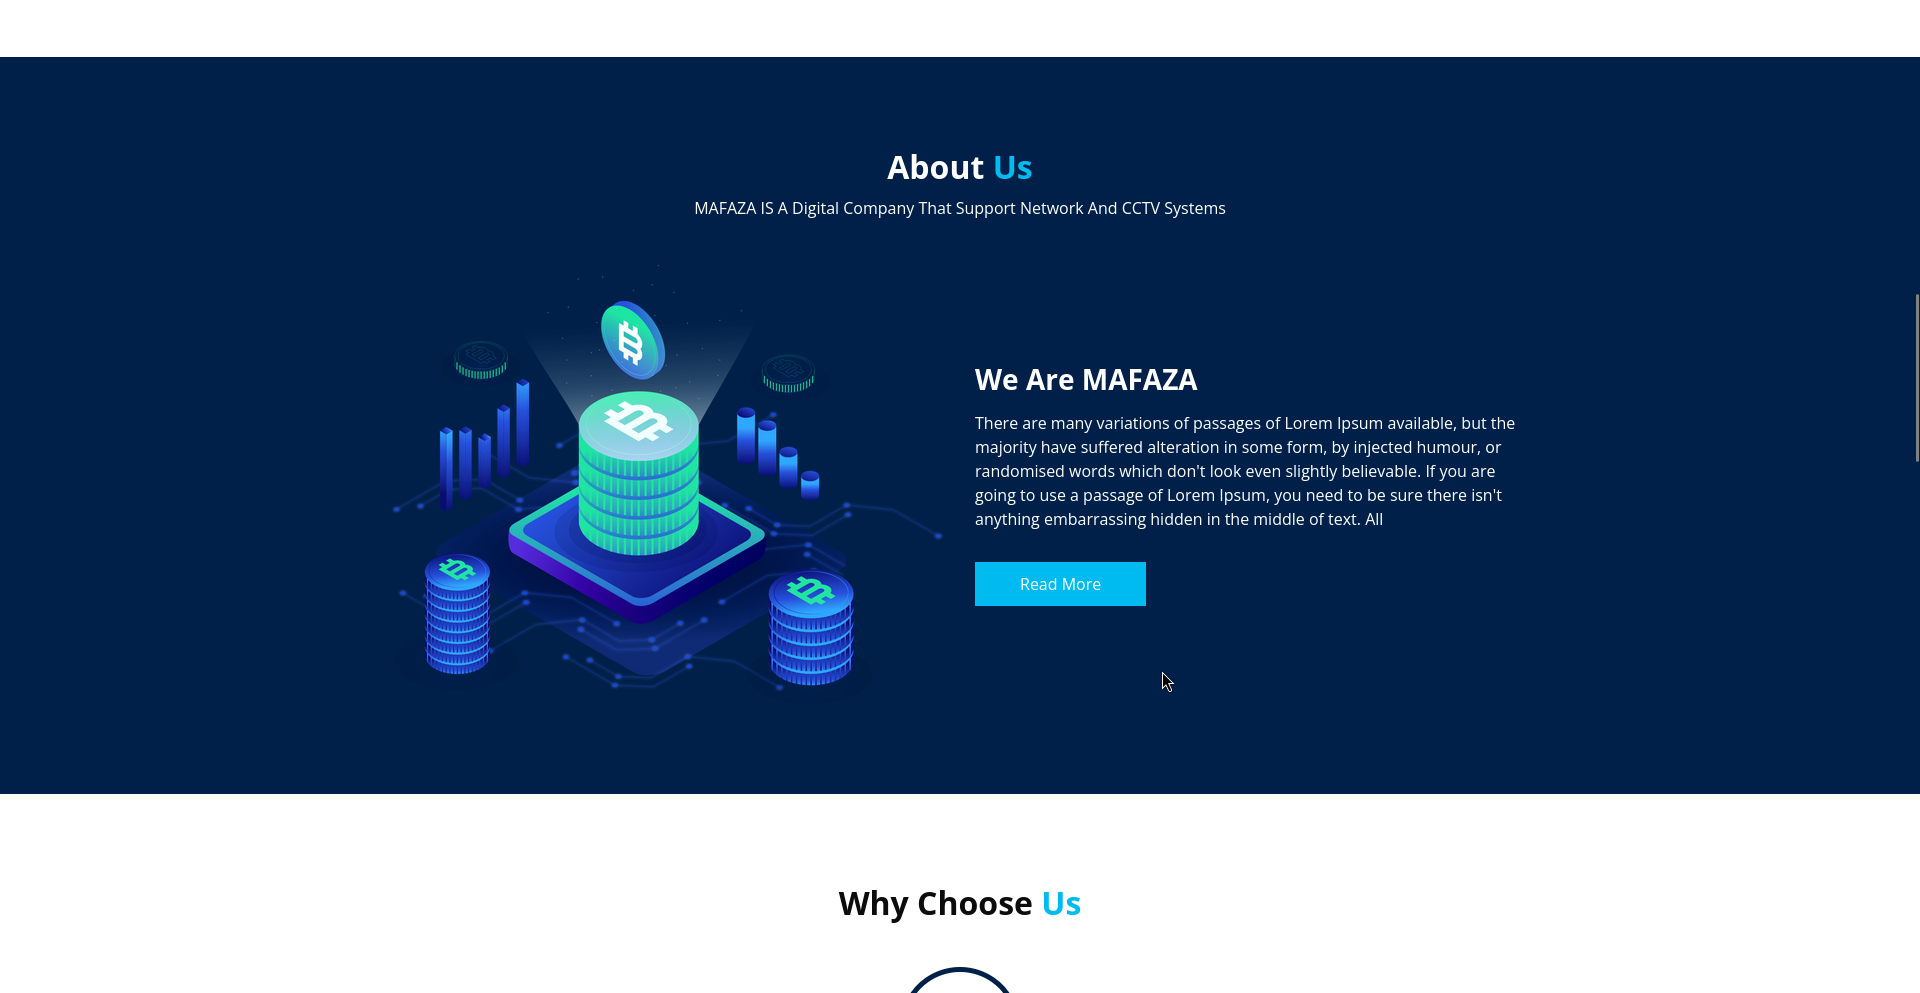 About Us
MAFAZA IS A Digital Company That Support Network And CCTV Systems
We Are MAFAZA
There are many variations of passages of Lorem Ipsum available, but the
majority have suffered alteration in some form, by injected humour, or
randomised words which don't look even slightly believable. If you are
going to use a passage of Lorem Ipsum, you need to be sure there isn't
anything embarrassing hidden in the middle of text. All
Read More
Why Choose Us